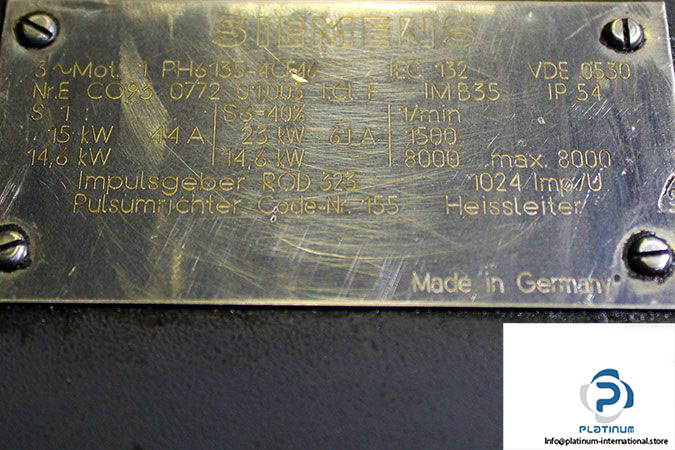 SIEMENS
3 ~Mot. 1 PH6135-4CF46 IEC 132 VDE 0530
Nr.E C093 0772 01003 I.Cl. F IM B35 IP 54
S 1 S6=40% 1/min
15 kW 44 A 23 kW 61 A 1500
14,6 kW 14,6 kW 8000 max. 8000
Impulsgeber ROD 323 1024 Imp/U
Pulsumrichter Code-Nr. 155 Heissleiter
Made in Germany
PLATINUM
Info@platinum-international.store